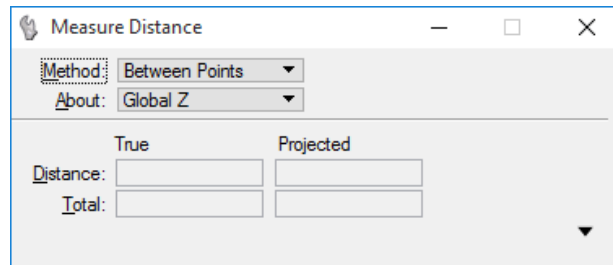 Measure Distance
Method: Between Points
About: Global Z
True Projected
Distance:
Total: